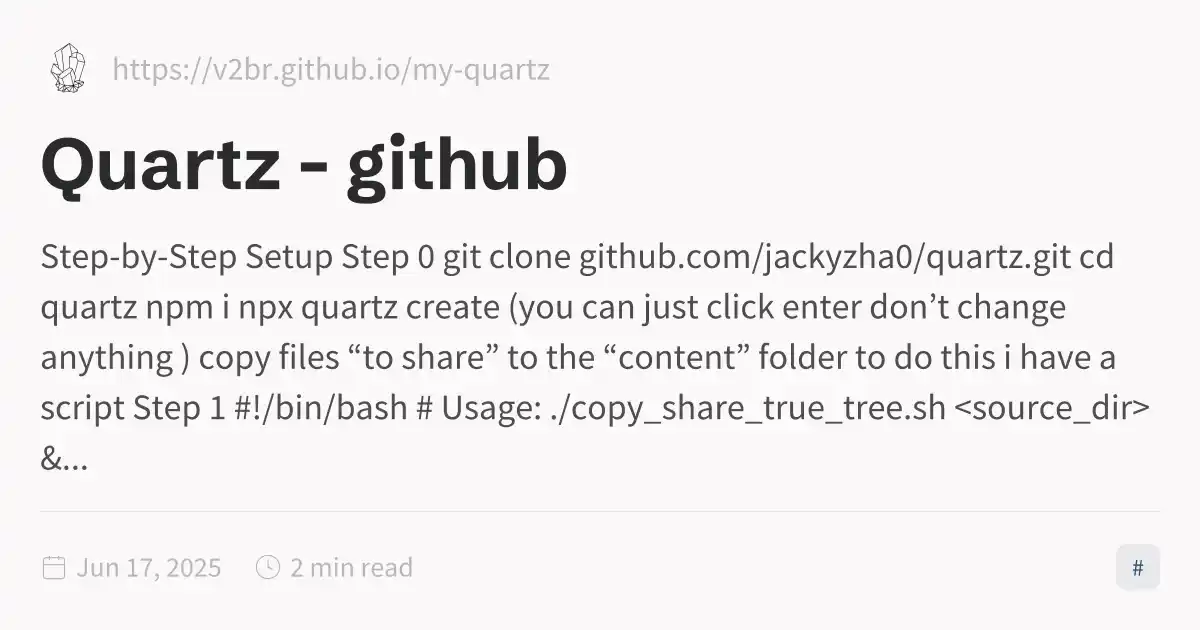 https://v2br.github.io/my-quartz
Quartz - github
Step-by-Step Setup Step 0 git clone github.com/jackyzha0/quartz.git cd
quartz npm i npx quartz create (you can just click enter don’t change
anything ) copy files “to share” to the “content” folder to do this i have a
script Step 1 #!/bin/bash # Usage: ./copy_share_true_tree.sh <source_dir>
&...
Jun 17, 2025 2 min read #